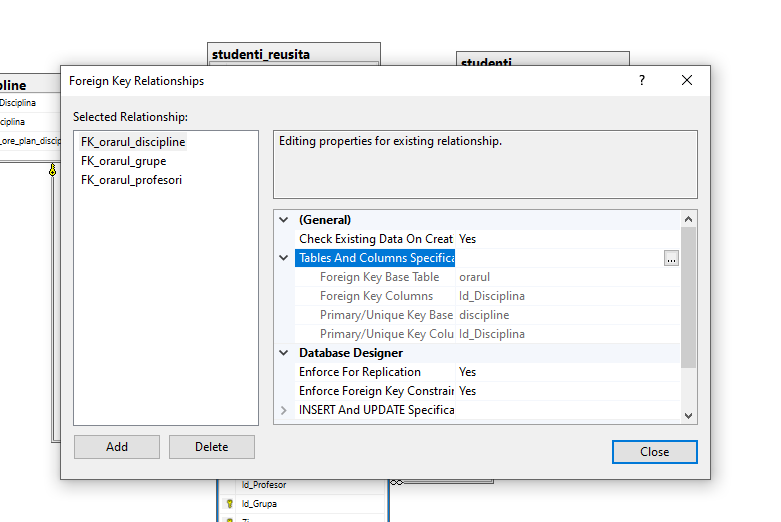 studenti_reusita
studenti
pline
Disciplina
ciplina
_ore_plan_discip
Foreign Key Relationships
?
Selected Relationship:
FK_orarul_discipline
FK_orarul_grupe
FK_orarul_profesori
Editing properties for existing relationship.
(General)
Check Existing Data On Creat Yes
Tables And Columns Specifica ...
Foreign Key Base Table orarul
Foreign Key Columns Id_Disciplina
Primary/Unique Key Base discipline
Primary/Unique Key Colu Id_Disciplina
Database Designer
Enforce For Replication Yes
Enforce Foreign Key Constrain Yes
INSERT And UPDATE Specifica
Add Delete Close
Id_Profesor
Id_Grupa